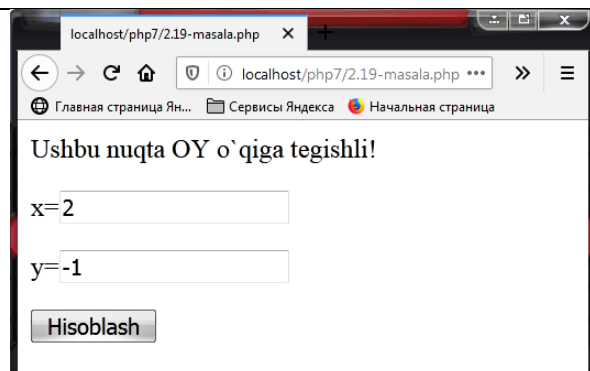 localhost/php7/2.19-masala.php
localhost/php7/2.19-masala.php
Главная страница Ян... Сервисы Яндекса Начальная страница
Ushbu nuqta OY o`qiga tegishli!
x=2
y=-1
Hisoblash